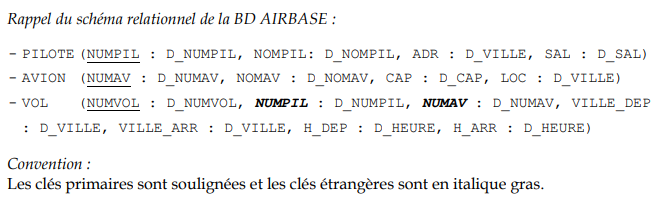 Rappel du schéma relationnel de la BD AIRBASE :
– PILOTE (NUMPIL : D_NUMPIL, NOMPIL: D_NOMPIL, ADR : D_VILLE, SAL : D_SAL)
– AVION (NUMAV : D_NUMAV, NOMAV : D_NOMAV, CAP : D_CAP, LOC : D_VILLE)
– VOL (NUMVOL : D_NUMVOL, NUMPIL : D_NUMPIL, NUMAV : D_NUMAV, VILLE_DEP
: D_VILLE, VILLE_ARR : D_VILLE, H_DEP : D_HEURE, H_ARR : D_HEURE)
Convention :
Les clés primaires sont soulignées et les clés étrangères sont en italique gras.